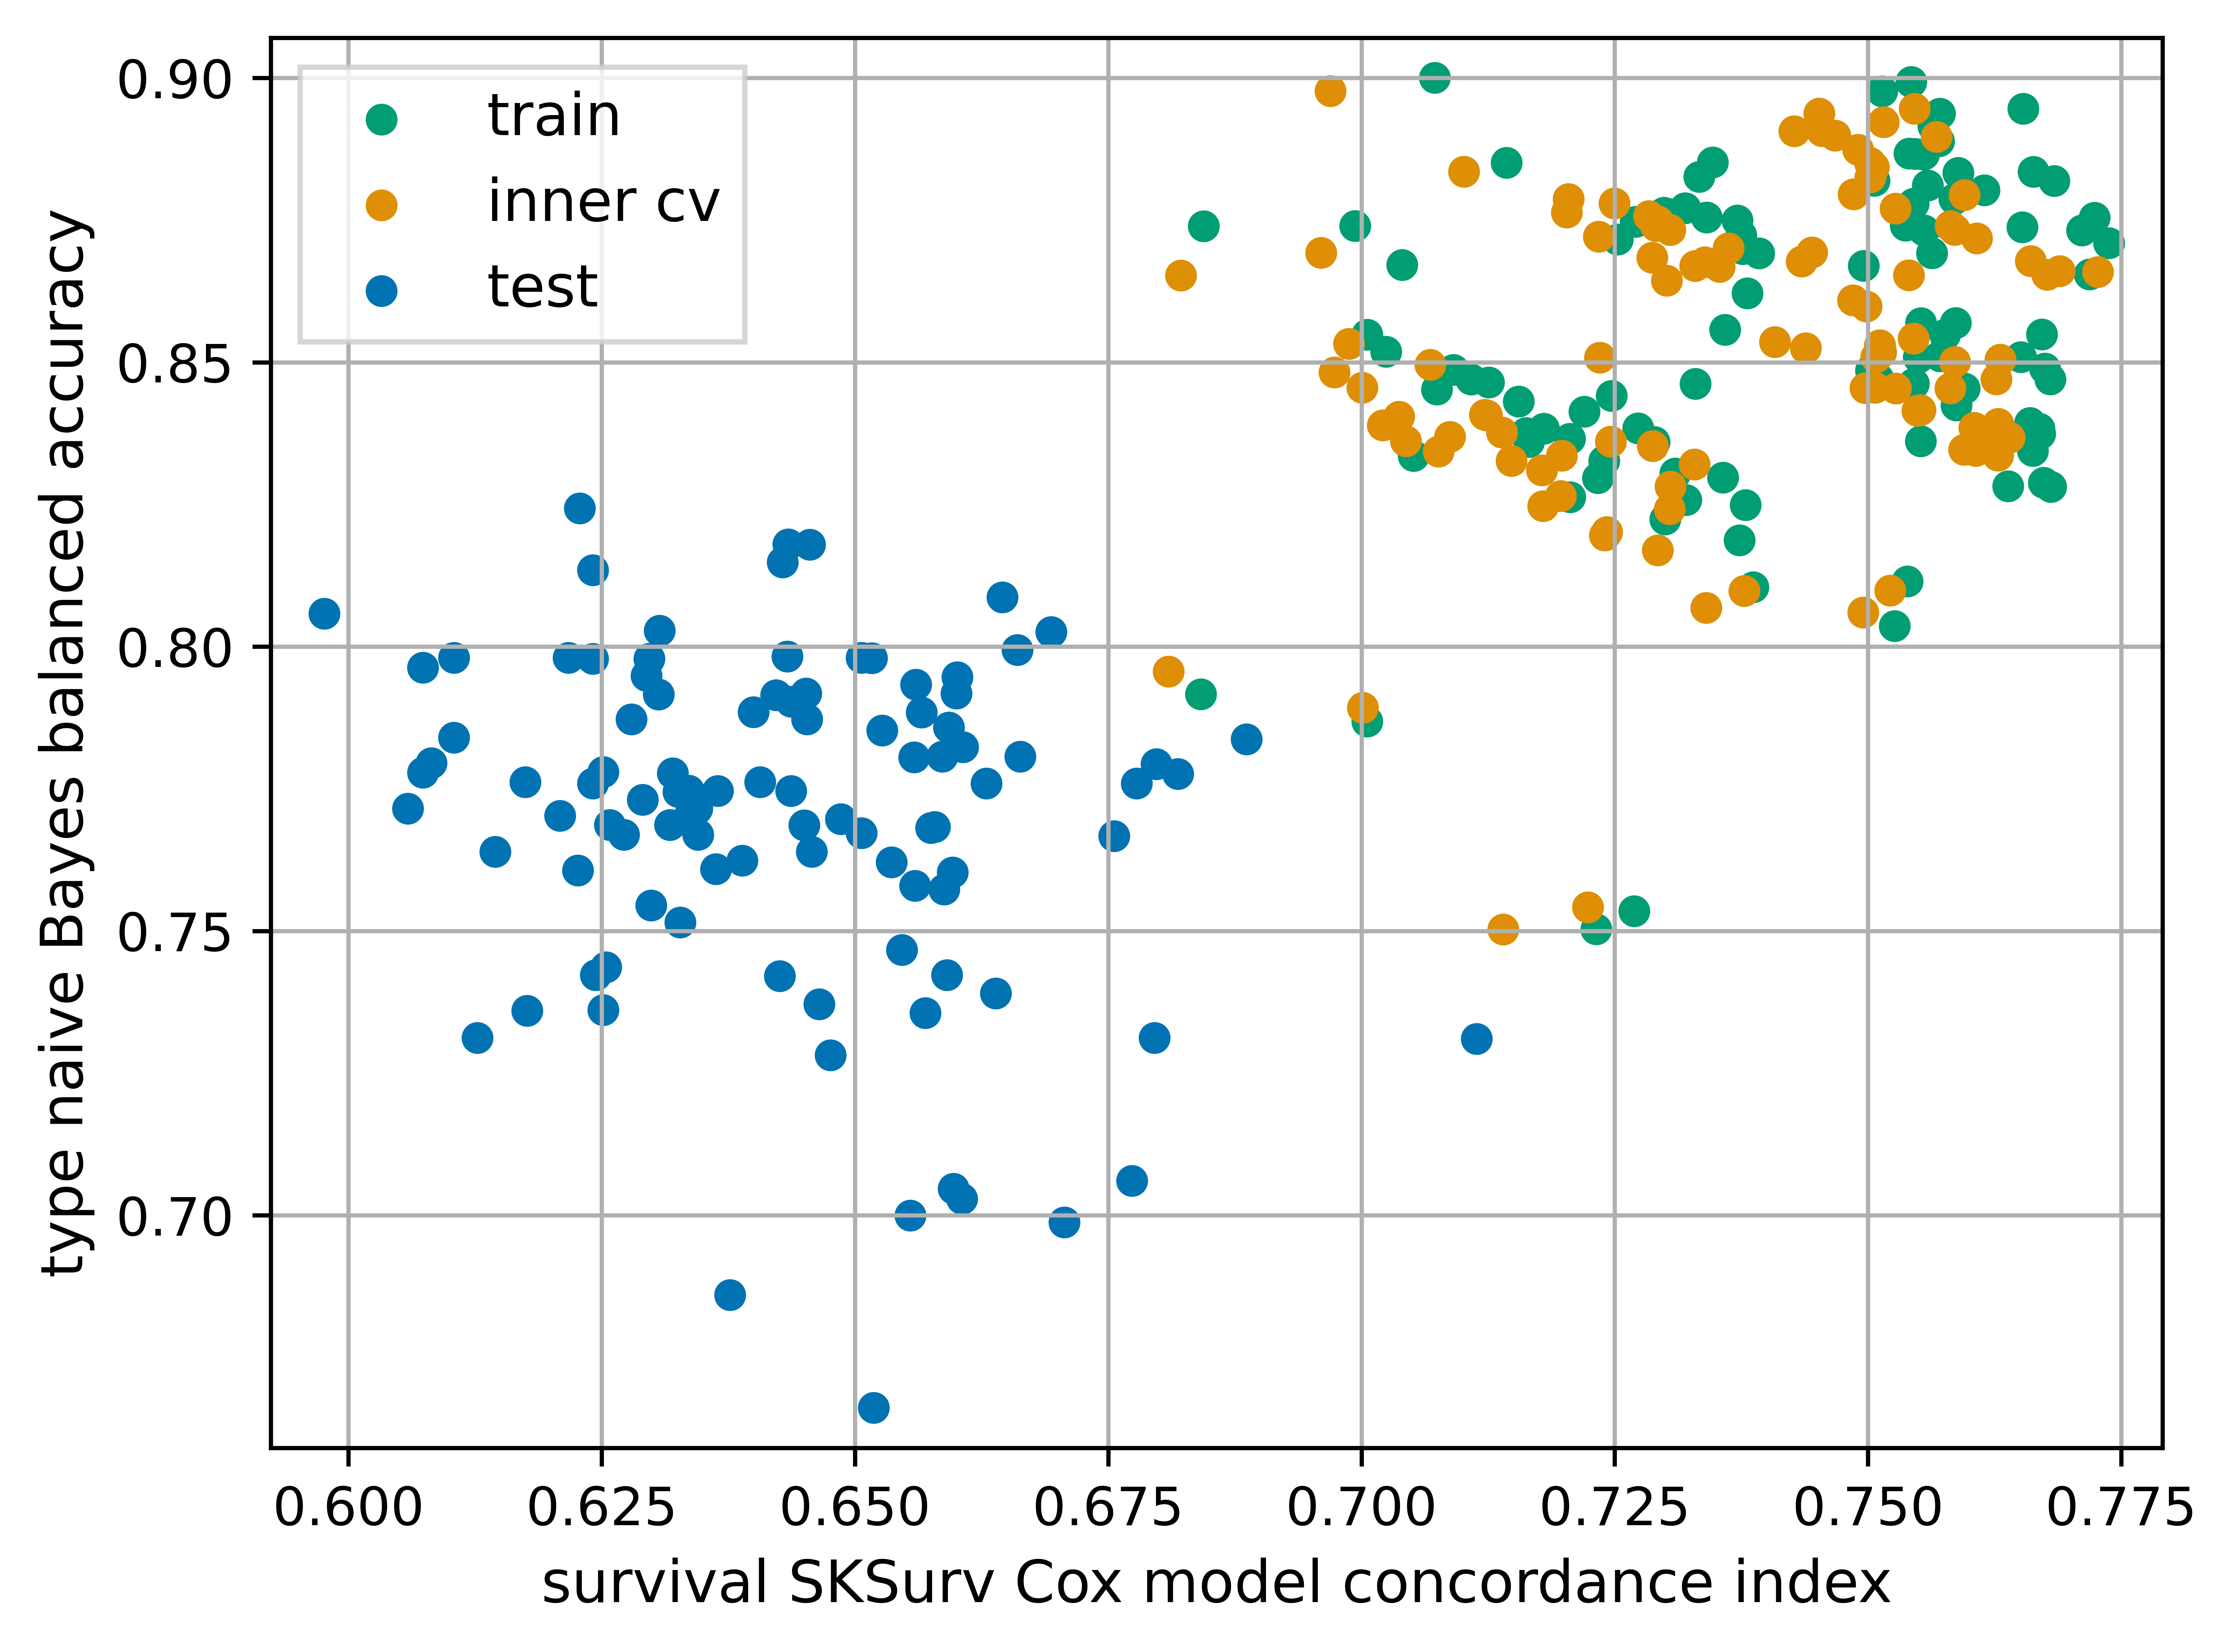 train
inner cv
test
type naive Bayes balanced accuracy
0.90
0.85
0.80
0.75
0.70
0.600 0.625 0.650 0.675 0.700 0.725 0.750 0.775
survival SKSurv Cox model concordance index